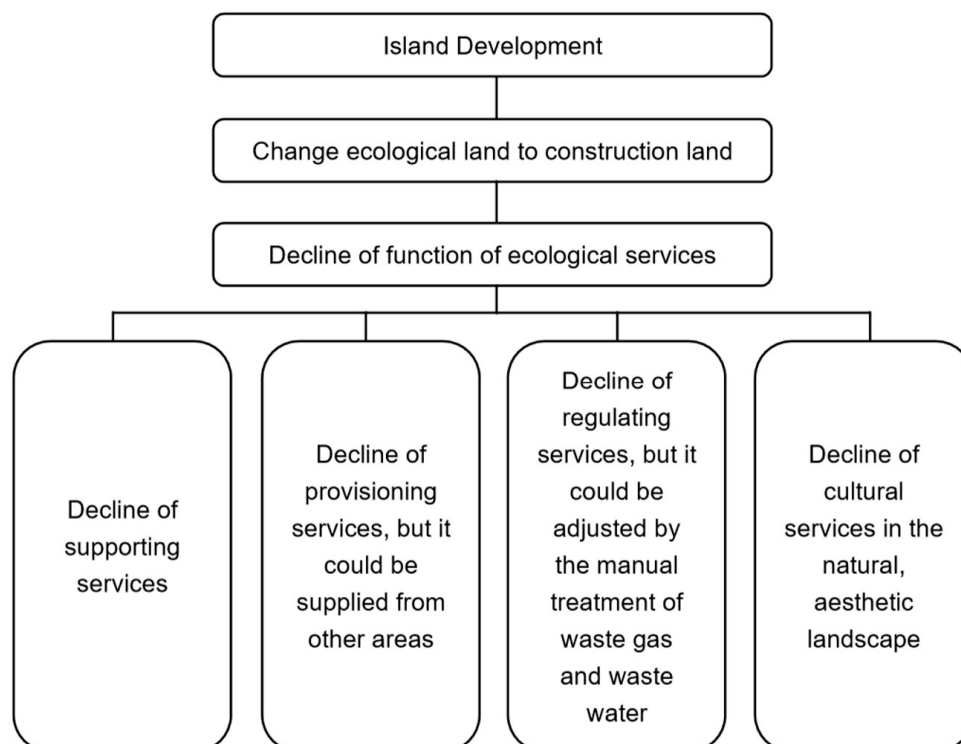 Island Development
Change ecological land to construction land
Decline of function of ecological services
Decline of
supporting
services
Decline of
provisioning
services, but it
could be
supplied from
other areas
Decline of
regulating
services, but it
could be
adjusted by
the manual
treatment of
waste gas
and waste
water
Decline of
cultural
services in the
natural,
aesthetic
landscape